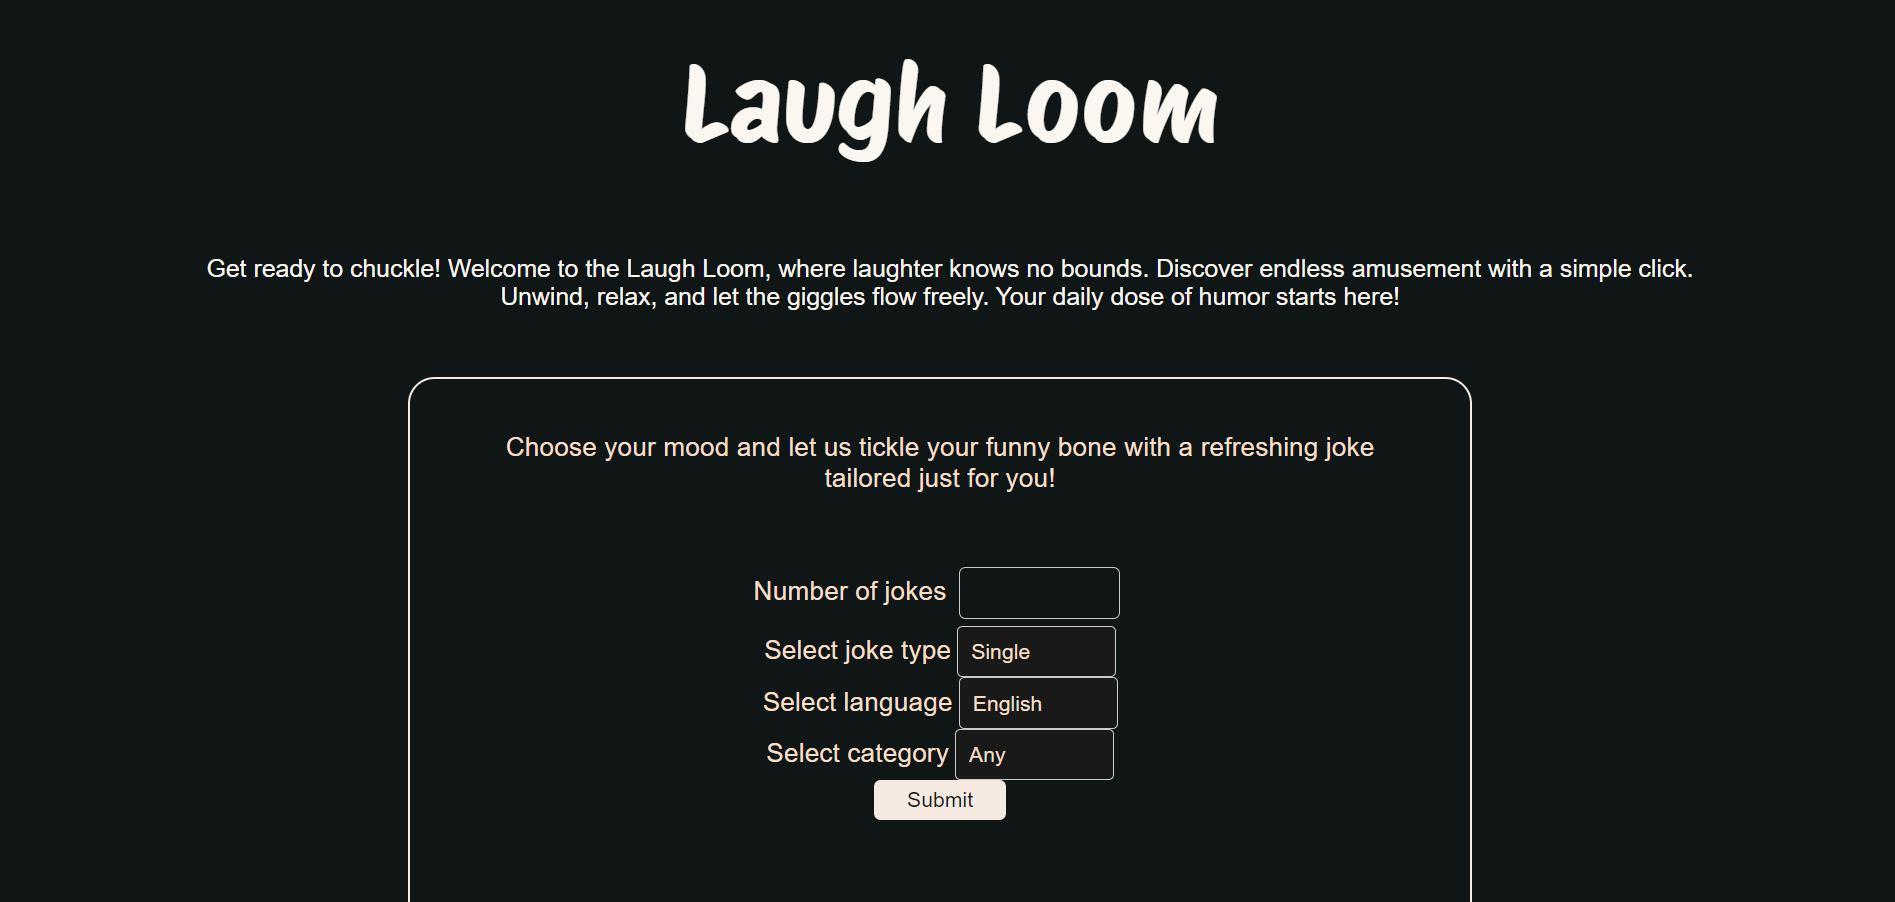 Laugh Loom
Get ready to chuckle! Welcome to the Laugh Loom, where laughter knows no bounds. Discover endless amusement with a simple click.
Unwind, relax, and let the giggles flow freely. Your daily dose of humor starts here!
Choose your mood and let us tickle your funny bone with a refreshing joke
tailored just for you!
Number of jokes
Select joke type Single
Select language English
Select category Any
Submit